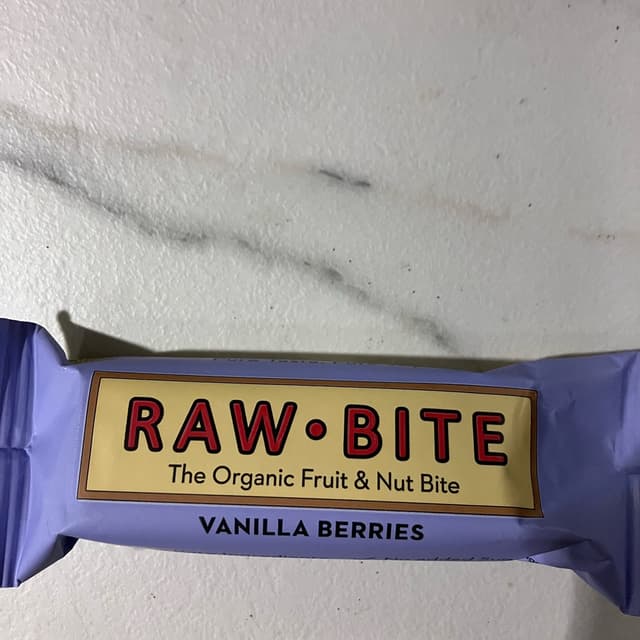 RAW•BITE
The Organic Fruit & Nut Bite
VANILLA BERRIES